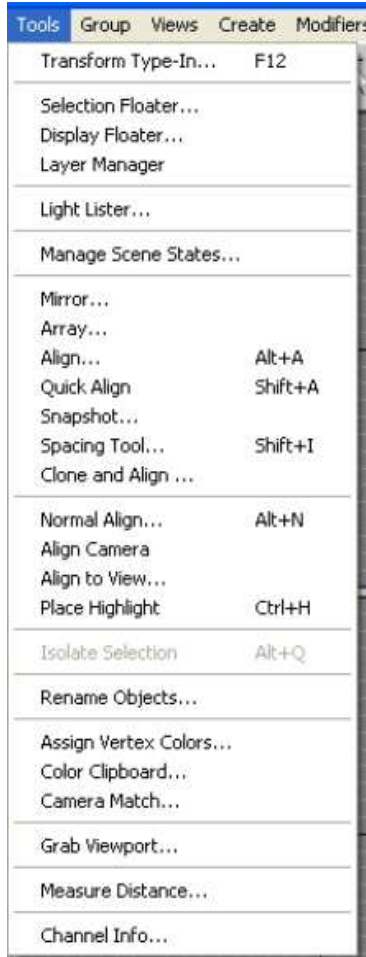 Tools Group Views Create Modifiers
Transform Type-In... F12
Selection Floater...
Display Floater...
Layer Manager
Light Lister...
Manage Scene States...
Mirror...
Array...
Align... Alt+A
Quick Align Shift+A
Snapshot...
Spacing Tool... Shift+I
Clone and Align ...
Normal Align... Alt+N
Align Camera
Align to View...
Place Highlight Ctrl+H
Isolate Selection Alt+Q
Rename Objects...
Assign Vertex Colors...
Color Clipboard...
Camera Match...
Grab Viewport...
Measure Distance...
Channel Info...